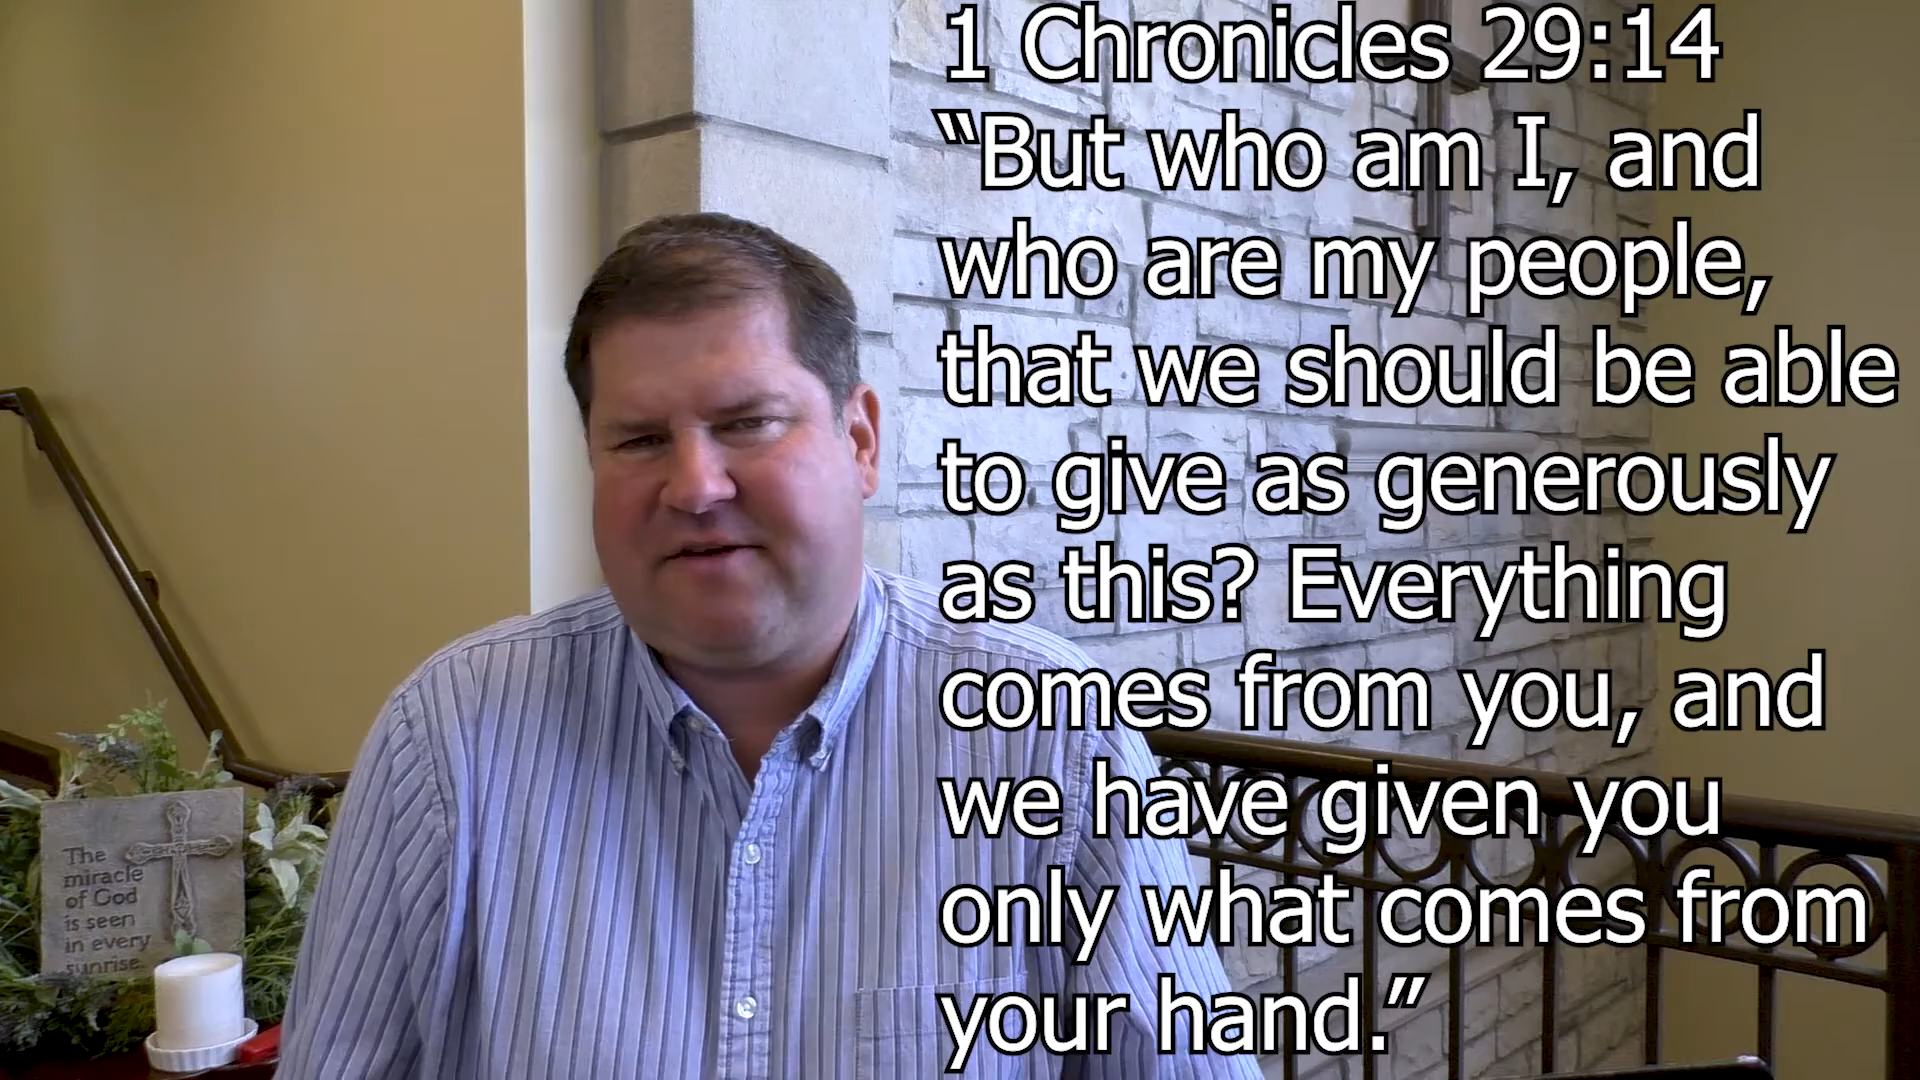 1 Chronicles 29:14
“But who am I, and
who are my people,
that we should be able
to give as generously
as this? Everything
comes from you, and
we have given you
only what comes from
your hand.”
The
miracle
of God
is seen
in every
sunrise.